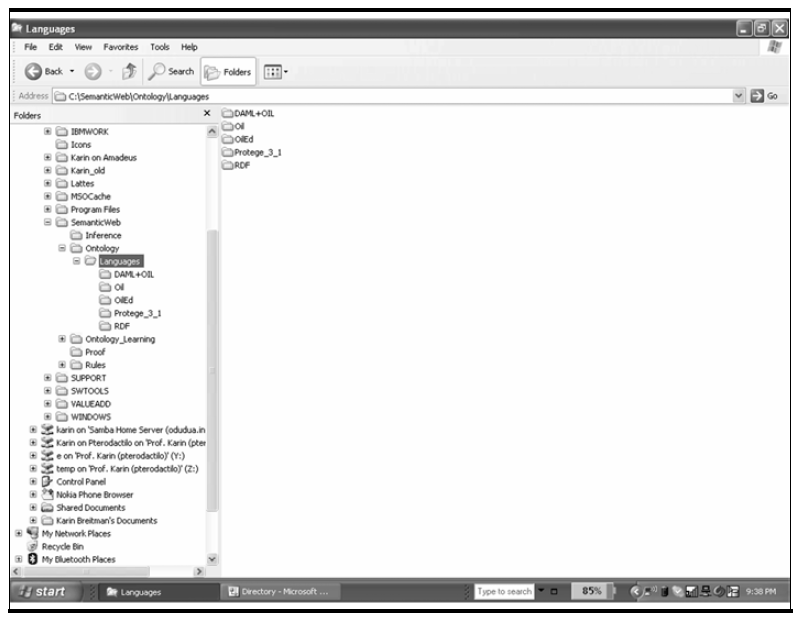 Languages
File Edit View Favorites Tools Help
Back Search Folders
Address C:\SemanticWeb\Ontology\Languages Go
Folders
IBMWORK
Icons
Karin on Amadeus
Karin_old
Lattes
MSOCache
Program Files
SemanticWeb
Inference
Ontology
Languages
DAML+OIL
Oil
OilEd
Protege_3_1
RDF
Ontology_Learning
Proof
Rules
SUPPORT
SWTOOLS
VALUEADD
WINDOWS
karin on 'Samba Home Server (odudua.in
Karin on Pterodactilo on 'Prof. Karin (pter
e on 'Prof. Karin (pterodactilo)' (Y:)
temp on 'Prof. Karin (pterodactilo)' (Z:)
Control Panel
Nokia Phone Browser
Shared Documents
Karin Breitman's Documents
My Network Places
Recycle Bin
My Bluetooth Places
DAML+OIL
Oil
OilEd
Protege_3_1
RDF
start Languages Directory - Microsoft ... Type to search 85% 9:38 PM